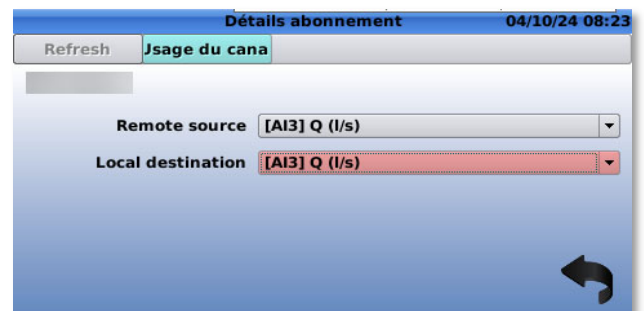 Détails abonnement 04/10/24 08:23
Refresh Jsage du cana
Remote source [AI3] Q (l/s)
Local destination [AI3] Q (l/s)